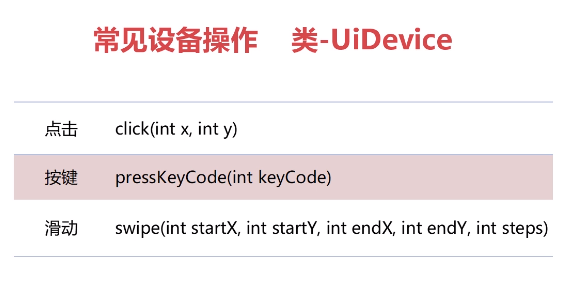 常见设备操作 类-UiDevice
点击 click(int x, int y)
按键 pressKeyCode(int keyCode)
滑动 swipe(int startX, int startY, int endX, int endY, int steps)